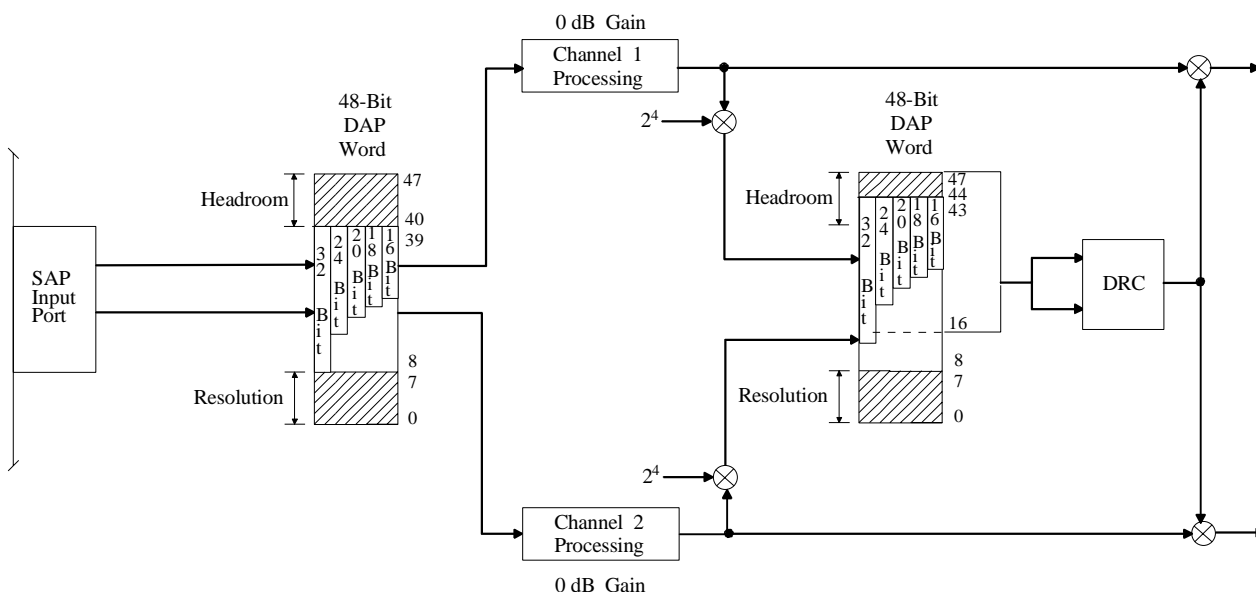 0 dB Gain
Channel 1
Processing
48-Bit
DAP
Word
48-Bit
DAP
Word
2⁴
Headroom
47
40
39
32 Bit
24 Bit
20 Bit
18 Bit
16 Bit
8
7
0
Resolution
SAP
Input
Port
Headroom
47
44
43
32 Bit
24 Bit
20 Bit
18 Bit
16 Bit
16
8
7
0
Resolution
DRC
2⁴
Channel 2
Processing
0 dB Gain